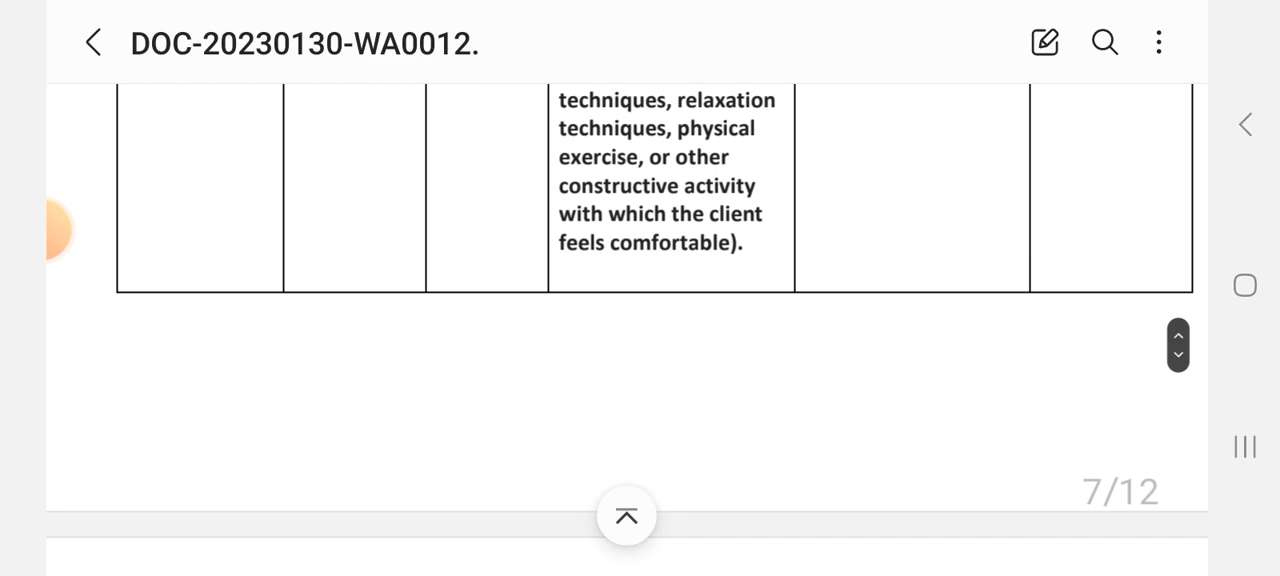 DOC-20230130-WA0012.
techniques, relaxation
techniques, physical
exercise, or other
constructive activity
with which the client
feels comfortable).
7/12